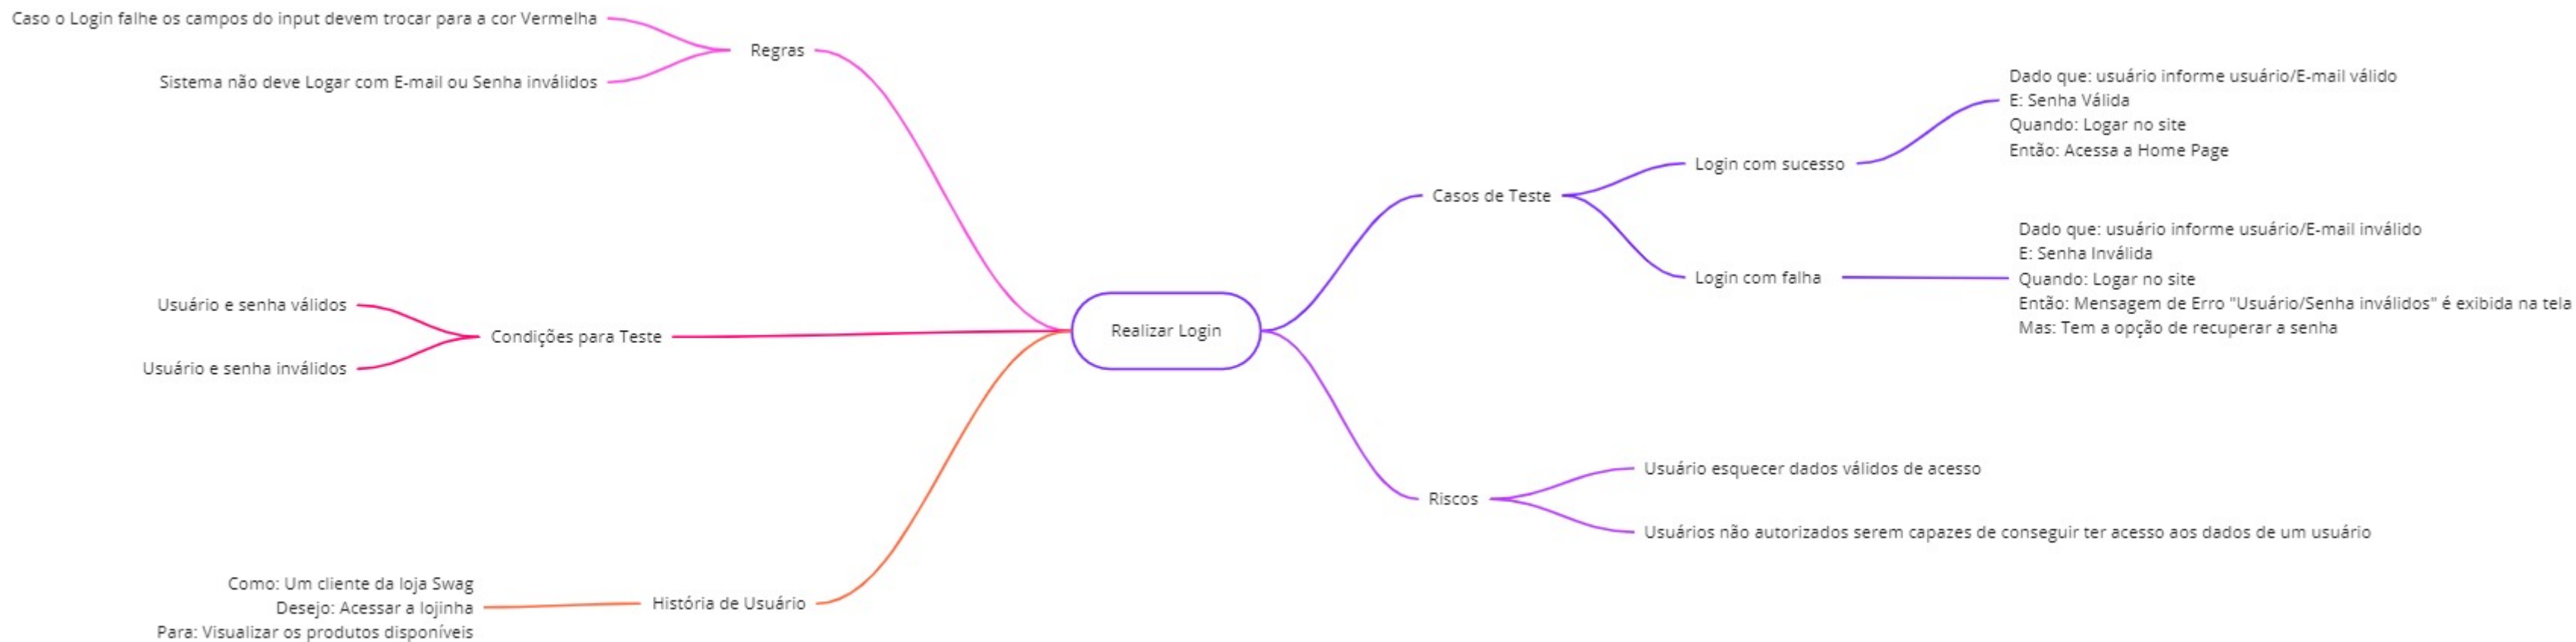 Caso o Login falhe os campos do input devem trocar para a cor Vermelha
Regras
Sistema não deve Logar com E-mail ou Senha inválidos
Usuário e senha válidos
Condições para Teste
Usuário e senha inválidos
Como: Um cliente da loja Swag
Desejo: Acessar a lojinha
Para: Visualizar os produtos disponíveis
História de Usuário
Realizar Login
Casos de Teste
Login com sucesso
Dado que: usuário informe usuário/E-mail válido
E: Senha Válida
Quando: Logar no site
Então: Acessa a Home Page
Login com falha
Dado que: usuário informe usuário/E-mail inválido
E: Senha Inválida
Quando: Logar no site
Então: Mensagem de Erro "Usuário/Senha inválidos" é exibida na tela
Mas: Tem a opção de recuperar a senha
Riscos
Usuário esquecer dados válidos de acesso
Usuários não autorizados serem capazes de conseguir ter acesso aos dados de um usuário